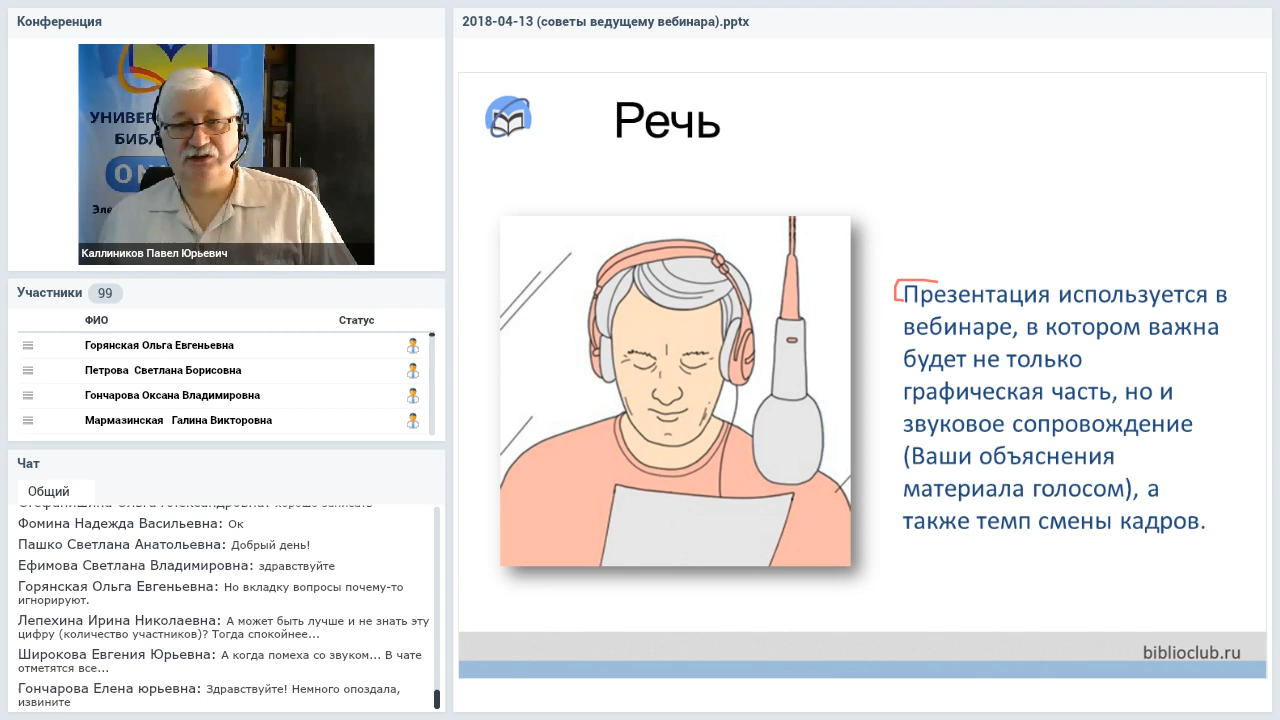 Конференция
УНИВЕР Я
БИБЛ
ON
Эле
Каллиников Павел Юрьевич
Участники 99
ФИО Статус
Горянская Ольга Евгеньевна
Петрова Светлана Борисовна
Гончарова Оксана Владимировна
Мармазинская Галина Викторовна
Чат
Общий
Фомина Надежда Васильевна: Ок
Пашко Светлана Анатольевна: Добрый день!
Ефимова Светлана Владимировна: здравствуйте
Горянская Ольга Евгеньевна: Но вкладку вопросы почему-то
игнорируют.
Лепехина Ирина Николаевна: А может быть лучше и не знать эту
цифру (количество участников)? Тогда спокойнее...
Широкова Евгения Юрьевна: А когда помеха со звуком... В чате
отметятся все...
Гончарова Елена юрьевна: Здравствуйте! Немного опоздала,
извините
2018-04-13 (советы ведущему вебинара).pptx
Речь
Презентация используется в
вебинаре, в котором важна
будет не только
графическая часть, но и
звуковое сопровождение
(Ваши объяснения
материала голосом), а
также темп смены кадров.
biblioclub.ru